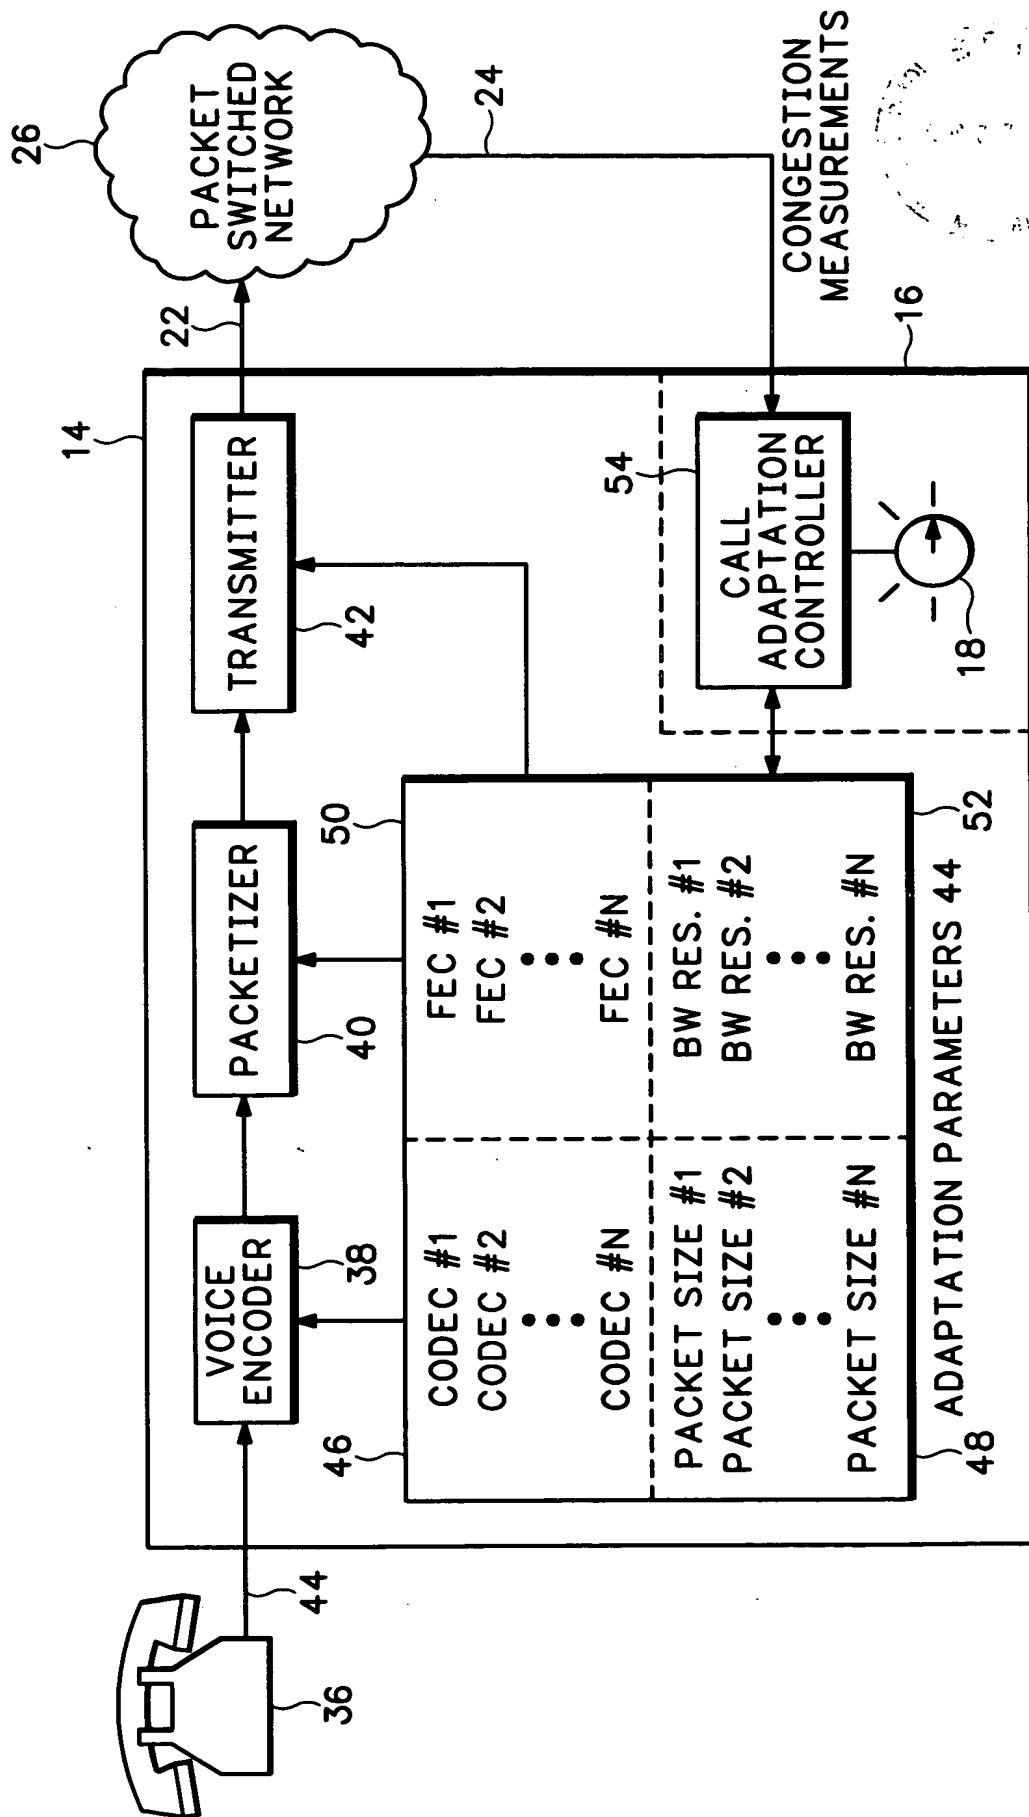 26
PACKET
SWITCHED
NETWORK
24
CONGESTION
MEASUREMENTS
22
14
16
TRANSMITTER
42
54
CALL
ADAPTATION
CONTROLLER
18
PACKETIZER
40
VOICE
ENCODER
38
50
FEC #1
FEC #2
FEC #N
52
BW RES. #1
BW RES. #2
BW RES. #N
46
CODEC #1
CODEC #2
CODEC #N
PACKET SIZE #1
PACKET SIZE #2
PACKET SIZE #N
48
ADAPTATION PARAMETERS 44
44
36